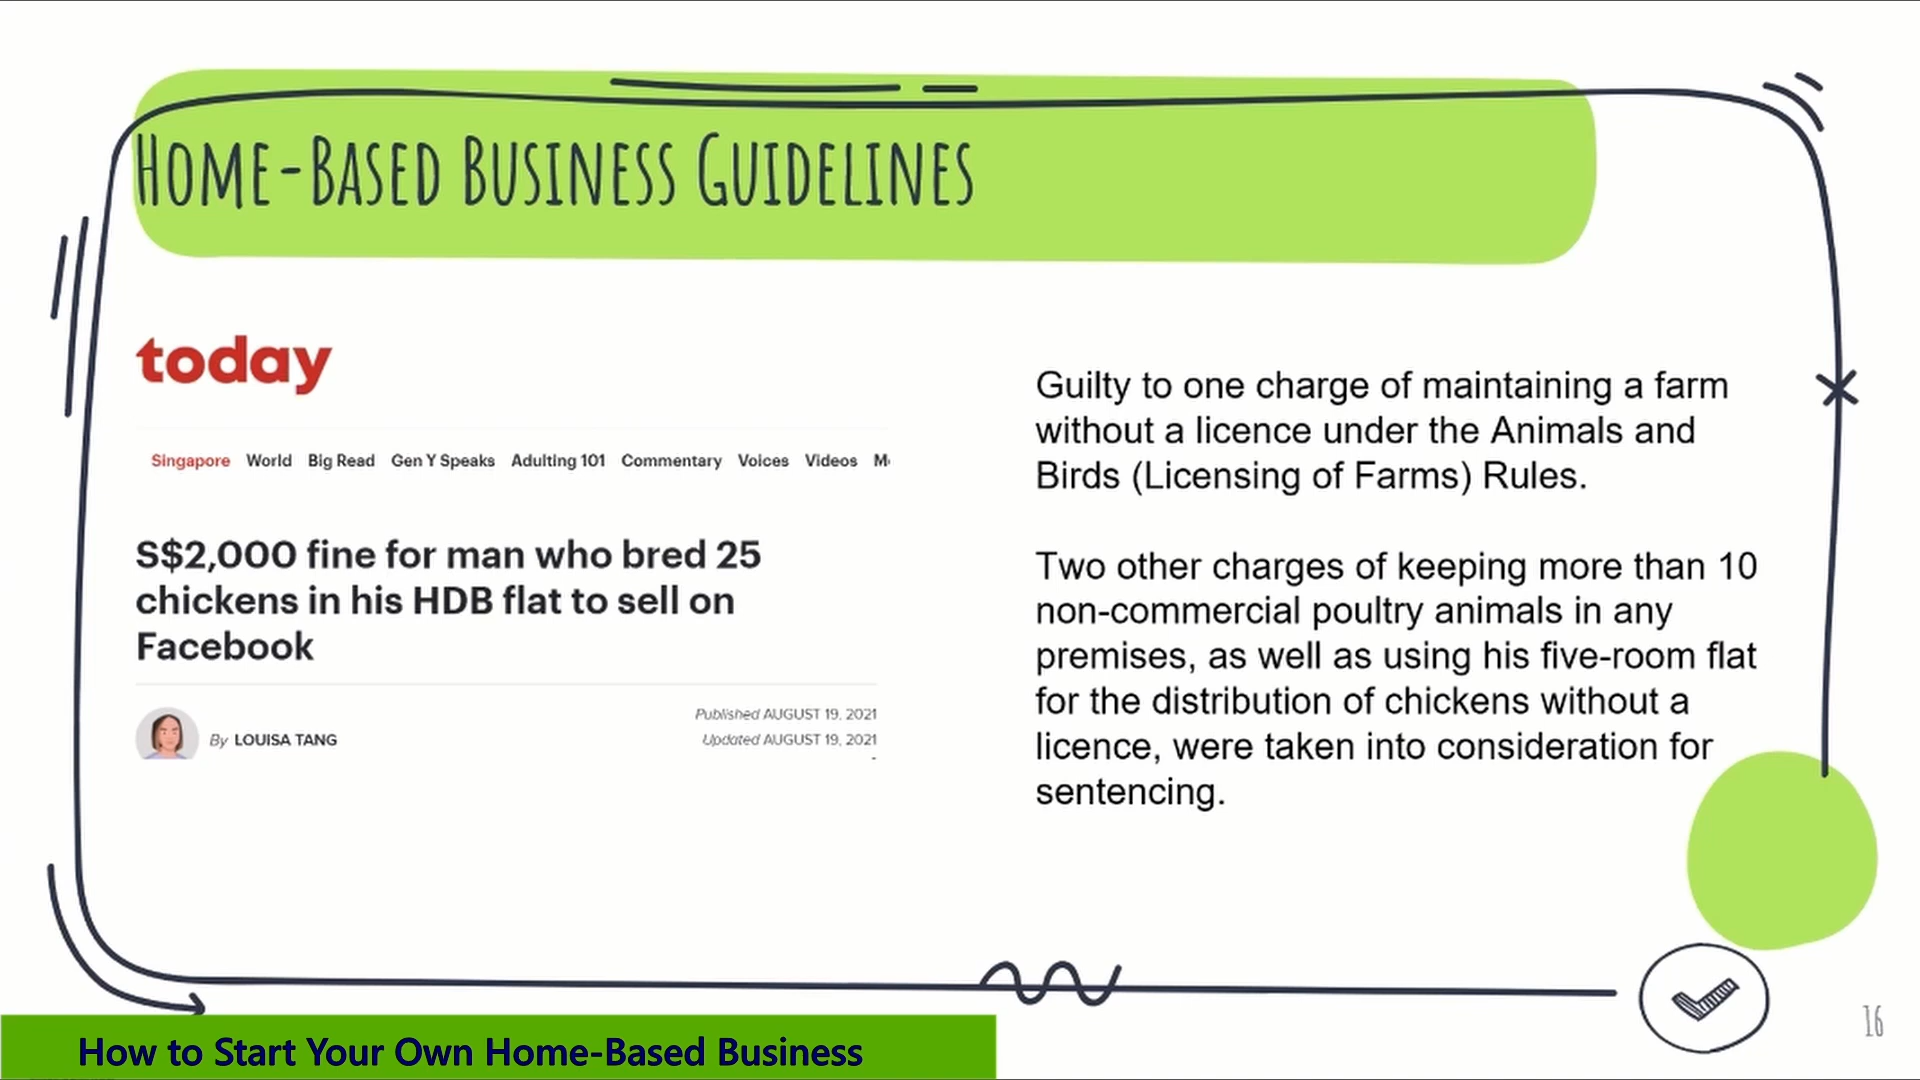 Home-Based Business Guidelines
today
Singapore World Big Read Gen Y Speaks Adulting 101 Commentary Voices Videos
S$2,000 fine for man who bred 25
chickens in his HDB flat to sell on
Facebook
By LOUISA TANG
Published AUGUST 19, 2021
Updated AUGUST 19, 2021
Guilty to one charge of maintaining a farm
without a licence under the Animals and
Birds (Licensing of Farms) Rules.
Two other charges of keeping more than 10
non-commercial poultry animals in any
premises, as well as using his five-room flat
for the distribution of chickens without a
licence, were taken into consideration for
sentencing.
16
How to Start Your Own Home-Based Business